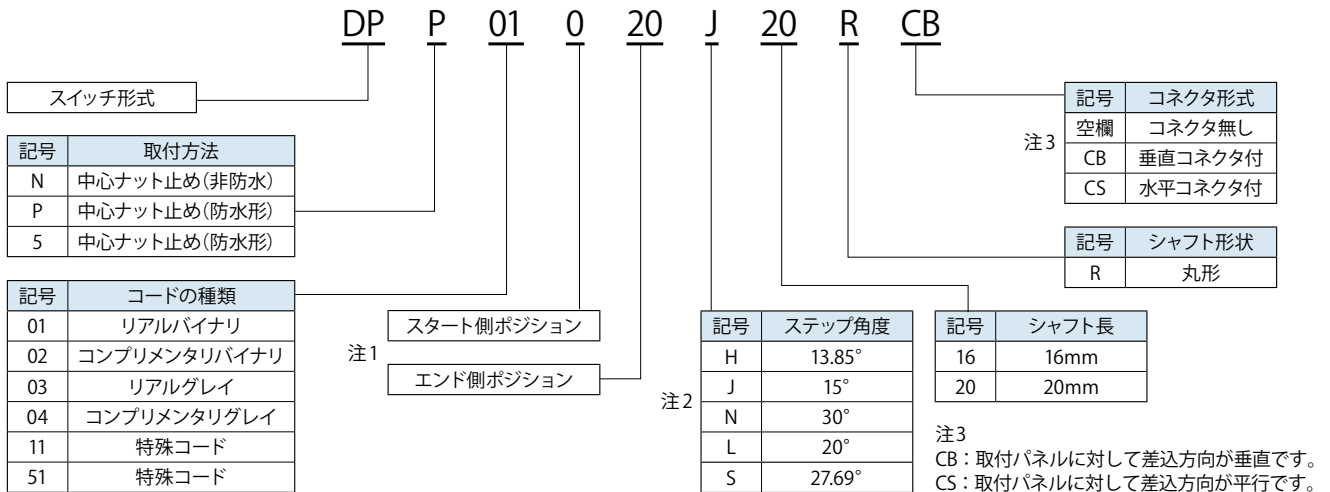 DP P 01 0 20 J 20 R CB
スイッチ形式
記号 取付方法
N 中心ナット止め(非防水)
P 中心ナット止め(防水形)
5 中心ナット止め(防水形)
記号 コードの種類
01 リアルバイナリ
02 コンプリメンタリバイナリ
03 リアルグレイ
04 コンプリメンタリグレイ
11 特殊コード
51 特殊コード
注1
スタート側ポジション
エンド側ポジション
注2
記号 ステップ角度
H 13.85°
J 15°
N 30°
L 20°
S 27.69°
記号 シャフト長
16 16mm
20 20mm
記号 シャフト形状
R 丸形
注3
記号 コネクタ形式
空欄 コネクタ無し
CB 垂直コネクタ付
CS 水平コネクタ付
注3
CB：取付パネルに対して差込方向が垂直です。
CS：取付パネルに対して差込方向が平行です。